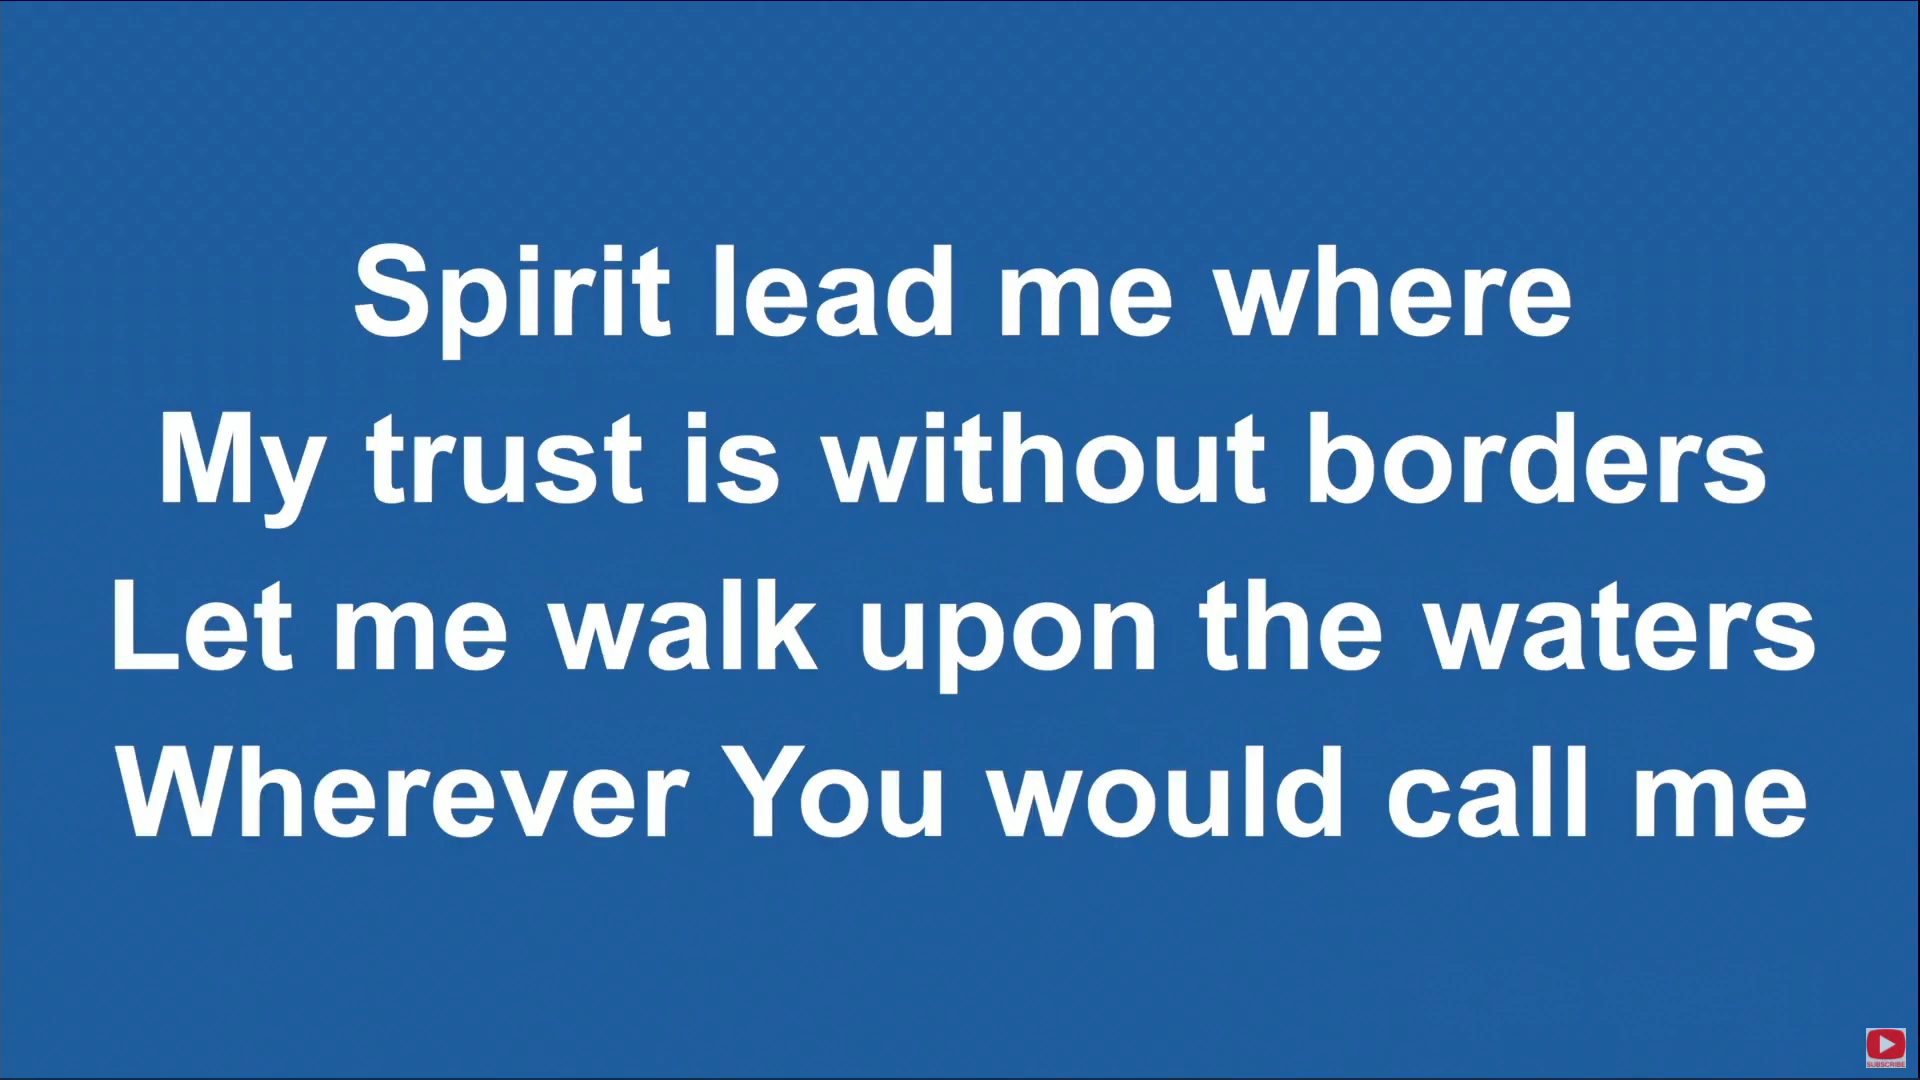 Spirit lead me where
My trust is without borders
Let me walk upon the waters
Wherever You would call me
SUBSCRIBE